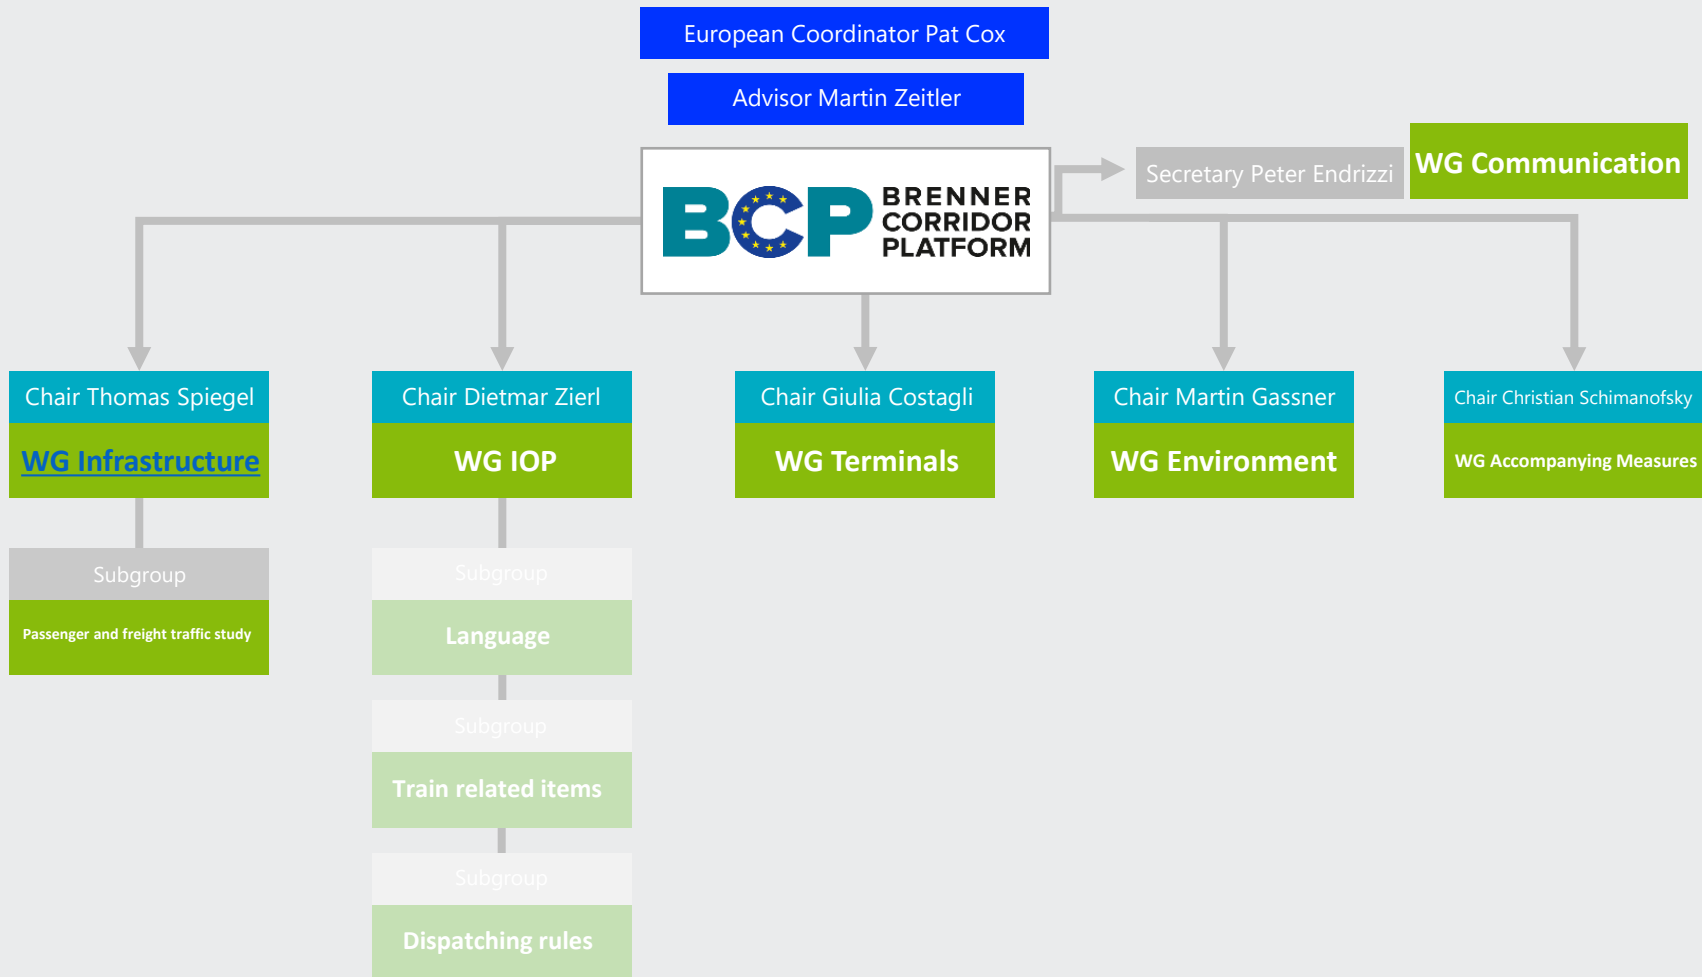 European Coordinator Pat Cox
Advisor Martin Zeitler
BCP BRENNER
CORRIDOR
PLATFORM
Secretary Peter Endrizzi
WG Communication
Chair Thomas Spiegel
WG Infrastructure
Subgroup
Passenger and freight traffic study
Chair Dietmar Zierl
WG IOP
Subgroup
Language
Subgroup
Train related items
Subgroup
Dispatching rules
Chair Giulia Costagli
WG Terminals
Chair Martin Gassner
WG Environment
Chair Christian Schimanofsky
WG Accompanying Measures